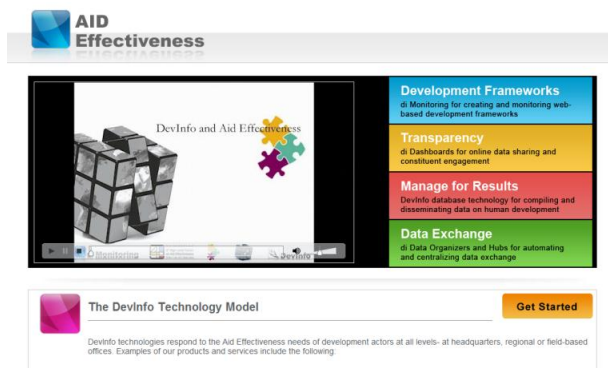 AID
Effectiveness
DevInfo and Aid Effectiveness
Monitoring
DevInfo
Development Frameworks
di Monitoring for creating and monitoring web-
based development frameworks
Transparency
di Dashboards for online data sharing and
constituent engagement
Manage for Results
DevInfo database technology for compiling and
disseminating data on human development
Data Exchange
di Data Organizers and Hubs for automating
and centralizing data exchange
The DevInfo Technology Model
Get Started
DevInfo technologies respond to the Aid Effectiveness needs of development actors at all levels- at headquarters, regional or field-based
offices. Examples of our products and services include the following: